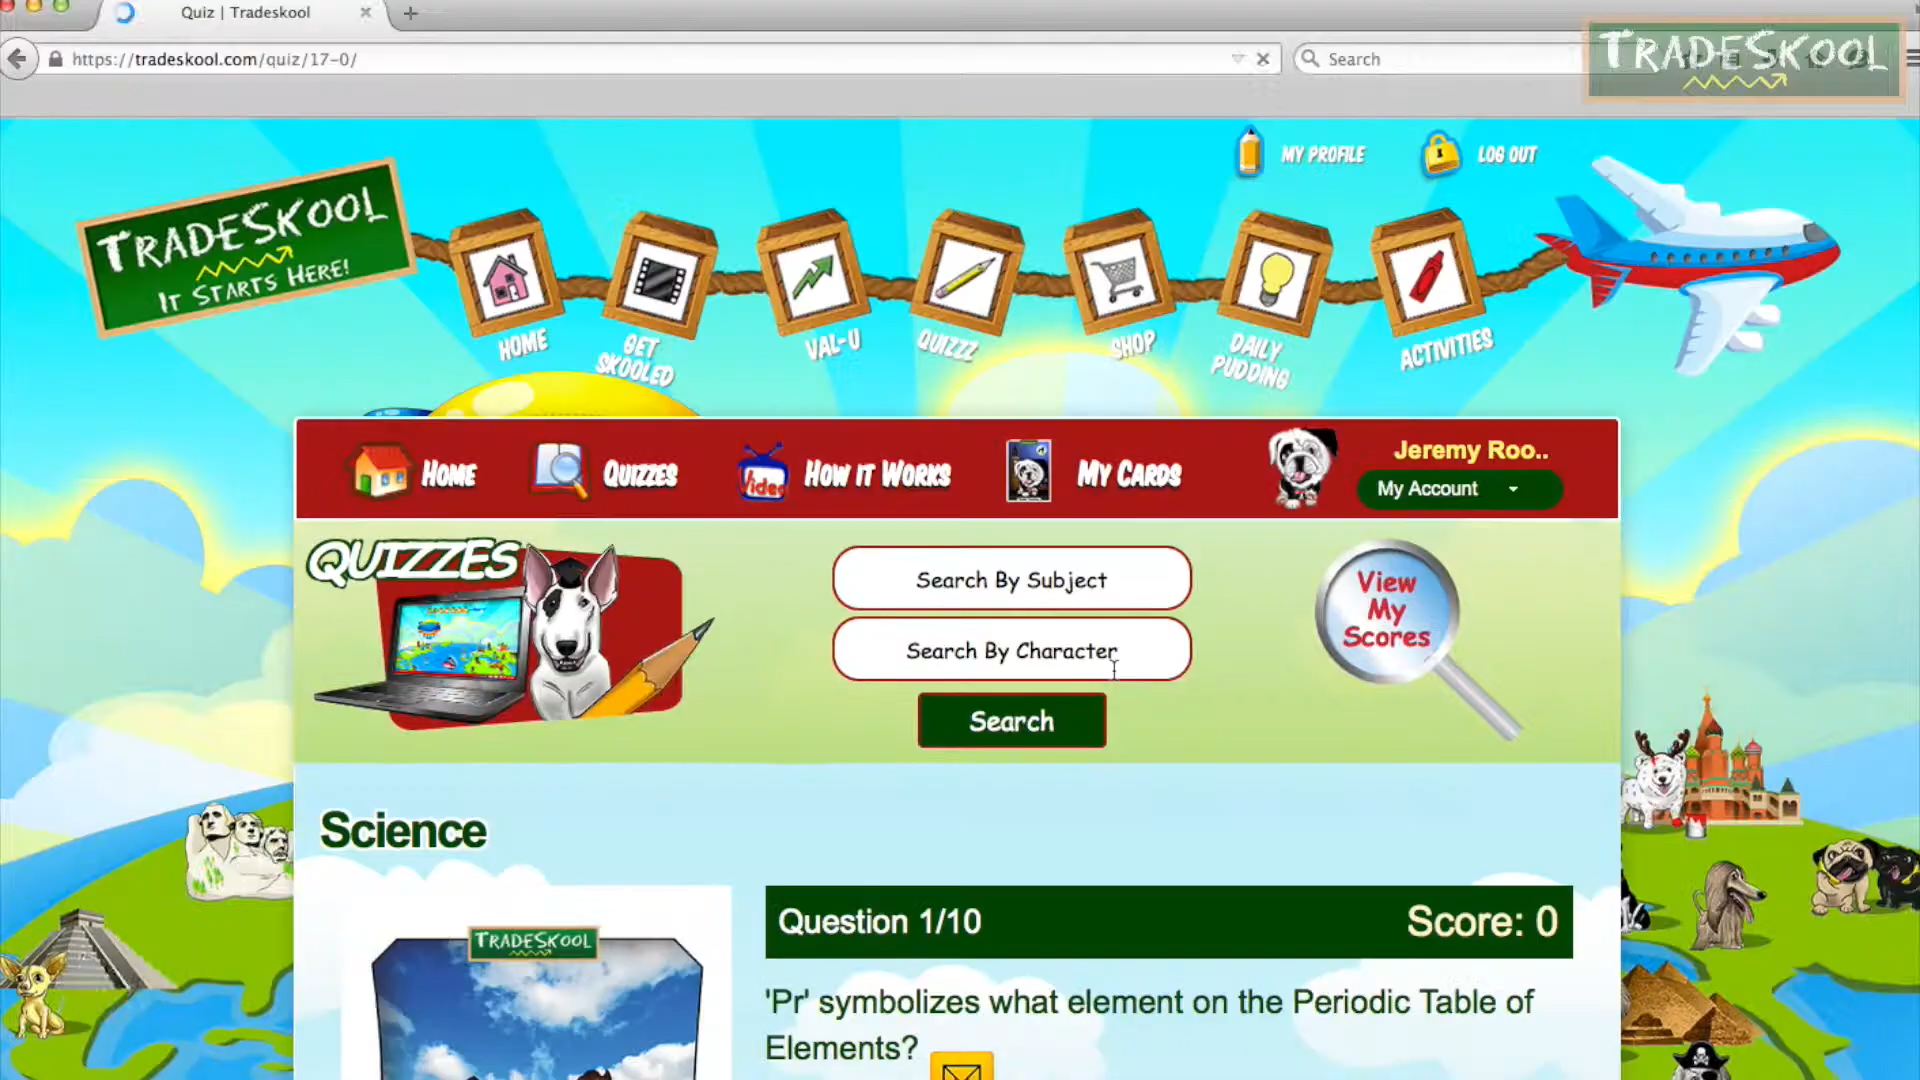 Quiz | Tradeskool
https://tradeskool.com/quiz/17-0/
Search
TRADESKOOL
MY PROFILE
LOG OUT
TRADESKOOL
IT STARTS HERE!
HOME
GET
SKOOLED
VAL-U
QUIZZZ
SHOP
DAILY
PUDDING
ACTIVITIES
HOME
QUIZZES
Video
HOW IT WORKS
MY CARDS
Jeremy Roo..
My Account
QUIZZES
Search By Subject
Search By Character
Search
View
My
Scores
Science
TRADESKOOL
Question 1/10
Score: 0
'Pr' symbolizes what element on the Periodic Table of
Elements?